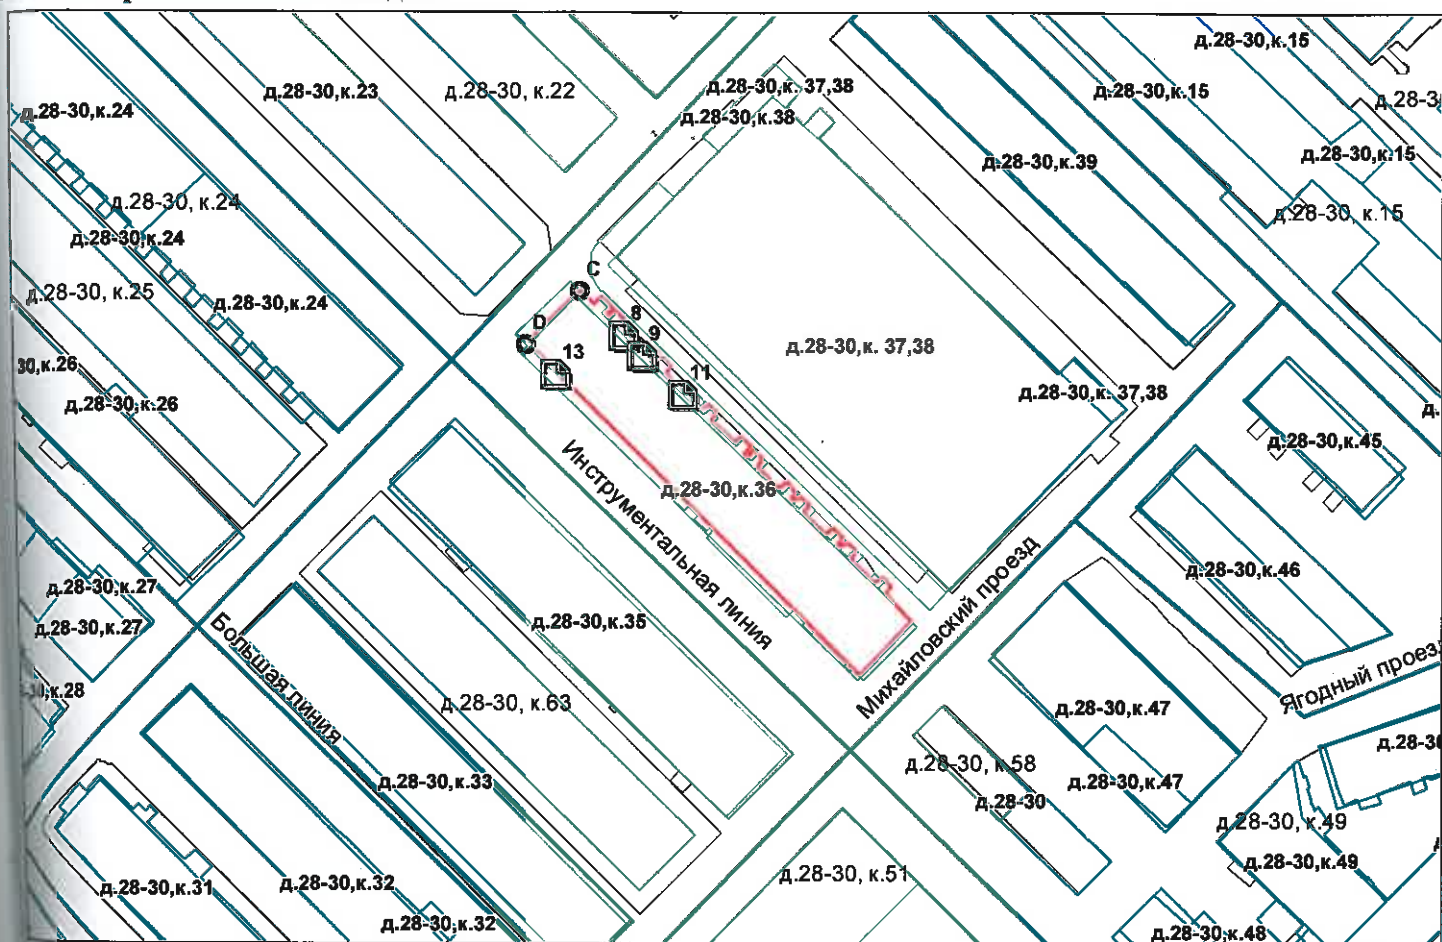 д.28-30,к.15
д.28-30,к.23
д.28-30, к.22
д.28-30,к. 37,38
д.28-30,к.15
д.28-30,к.24
д.28-30,к.38
д.28-30,к.39
д.28-30,к.15
д.28-30, к.24
д.28-30, к.15
д.28-30,к.24
C
д.28-30, к.25
д.28-30,к.24
8
D
9
д.28-30,к. 37,38
13
30,к.26
11
д.28-30,к. 37,38
д.28-30,к.26
д.28-30,к.45
Инструментальная линия
д.28-30,к.36
Михайловский проезд
д.28-30,к.46
д.28-30,к.27
д.28-30,к.35
д.28-30,к.27
Большая линия
к.28
Ягодный проезд
д.28-30, к.63
д.28-30,к.47
д.28-30
д.28-30, к.58
д.28-30,к.33
д.28-30,к.47
д.28-30
д.28-30, к.49
д.28-30,к.49
д.28-30, к.51
д.28-30,к.31
д.28-30,к.32
д.28-30,к.32
д.28-30,к.48